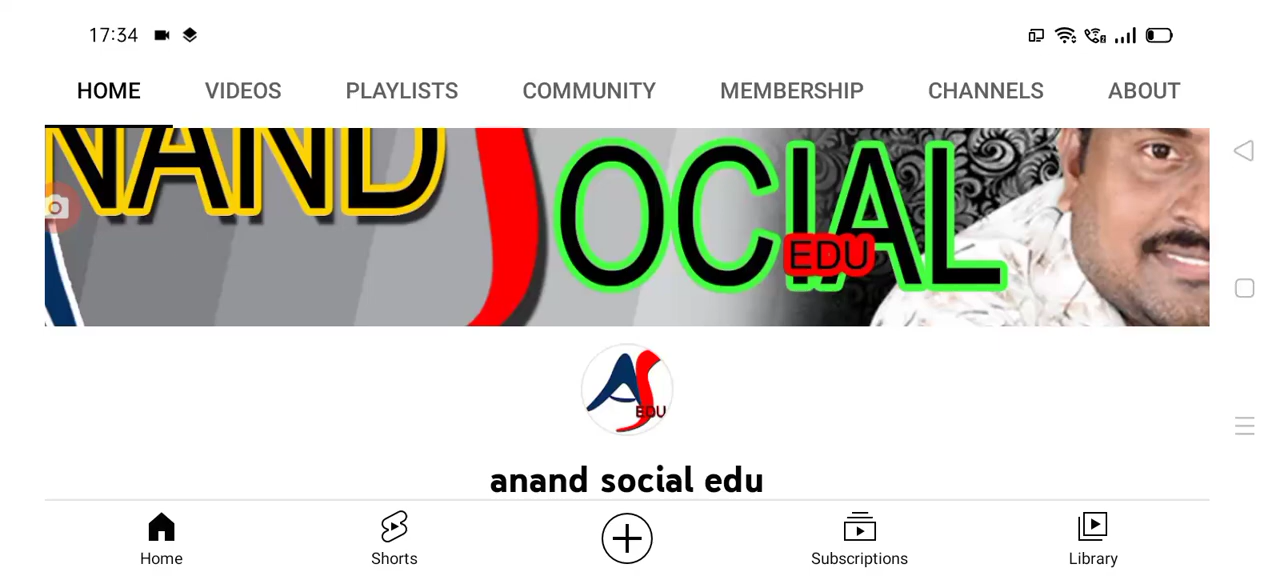 17:34
HOME VIDEOS PLAYLISTS COMMUNITY MEMBERSHIP CHANNELS ABOUT
NAND SOCIAL
EDU
AS
EDU
anand social edu
Home Shorts Subscriptions Library